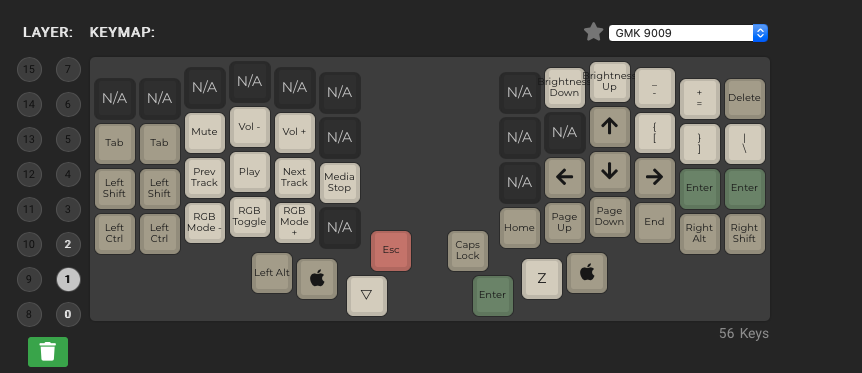 LAYER: KEYMAP: GMK 9009
15 7 N/A N/A N/A N/A N/A N/A N/A Brightness Down Brightness Up _ - + = Delete
14 6
13 5 Tab Tab Mute Vol - Vol + N/A N/A N/A { [ } ] | \
12 4 Left Shift Left Shift Prev Track Play Next Track Media Stop N/A Enter Enter
11 3 Left Ctrl Left Ctrl RGB Mode - RGB Toggle RGB Mode + N/A Home Page Up Page Down End Right Alt Right Shift
10 2 Esc Caps Lock
9 1 Left Alt Z
8 0 Enter
56 Keys